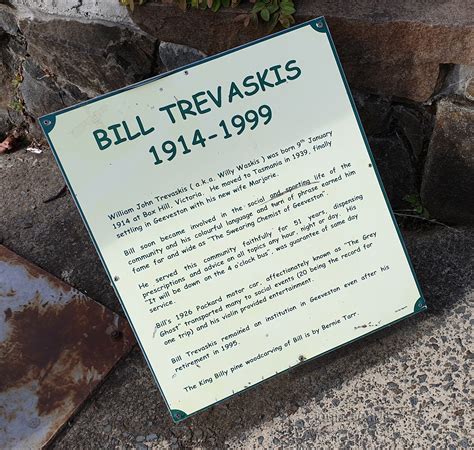 BILL TREVASKIS
1914-1999
William John Trevaskis ( a.k.a. Willy Waskis ) was born 9th January
1914 at Box Hill, Victoria. He moved to Tasmania in 1939, finally
settling in Geeveston with his new wife Marjorie.
Bill soon became involved in the social and sporting life of the
community and his colourful language and turn of phrase earned him
fame far and wide as "The Swearing Chemist of Geeveston".
He served this community faithfully for 51 years, dispensing
prescriptions and advice on all topics any hour, night or day. His
"It will be down on the 4 o'clock bus", was guarantee of same day
service.
Bill's 1926 Packard motor car, affectionately known as "The Grey
Ghost" transported many to social events (20 being the record for
one trip) and his violin provided entertainment.
Bill Trevaskis remained an institution in Geeveston even after his
retirement in 1995.
The King Billy pine woodcarving of Bill is by Bernie Tarr.